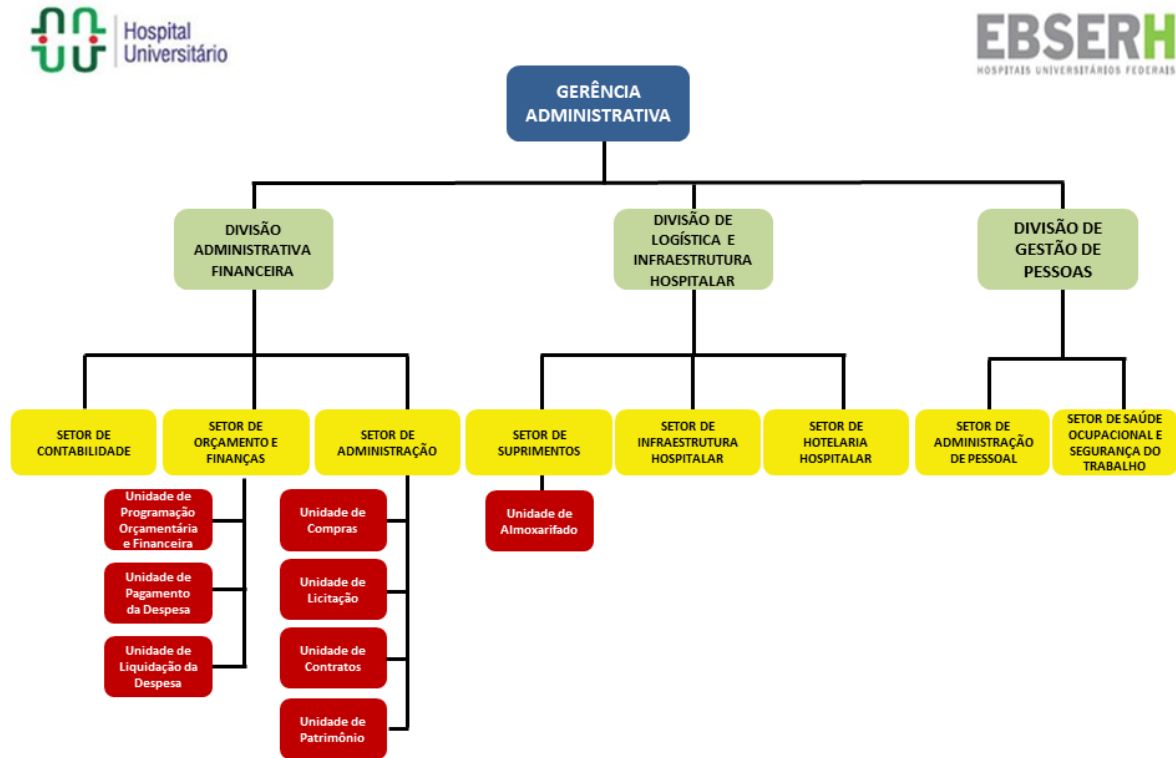 Hospital
Universitário
EBSERH
HOSPITAIS UNIVERSITÁRIOS FEDERAIS
GERÊNCIA
ADMINISTRATIVA
DIVISÃO
ADMINISTRATIVA
FINANCEIRA
DIVISÃO DE
LOGÍSTICA E
INFRAESTRUTURA
HOSPITALAR
DIVISÃO DE
GESTÃO DE
PESSOAS
SETOR DE
CONTABILIDADE
SETOR DE
ORÇAMENTO E
FINANÇAS
SETOR DE
ADMINISTRAÇÃO
SETOR DE
SUPRIMENTOS
SETOR DE
INFRAESTRUTURA
HOSPITALAR
SETOR DE
HOTELARIA
HOSPITALAR
SETOR DE
ADMINISTRAÇÃO
DE PESSOAL
SETOR DE SAÚDE
OCUPACIONAL E
SEGURANÇA DO
TRABALHO
Unidade de
Programação
Orçamentária
e Financeira
Unidade de
Pagamento
da Despesa
Unidade de
Liquidação da
Despesa
Unidade de
Compras
Unidade de
Licitação
Unidade de
Contratos
Unidade de
Patrimônio
Unidade de
Almoxarifado